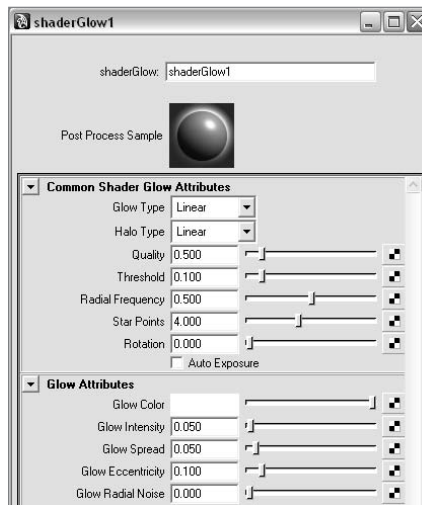 shaderGlow1
shaderGlow: shaderGlow1
Post Process Sample
Common Shader Glow Attributes
Glow Type Linear
Halo Type Linear
Quality 0.500
Threshold 0.100
Radial Frequency 0.500
Star Points 4.000
Rotation 0.000
Auto Exposure
Glow Attributes
Glow Color
Glow Intensity 0.050
Glow Spread 0.050
Glow Eccentricity 0.100
Glow Radial Noise 0.000